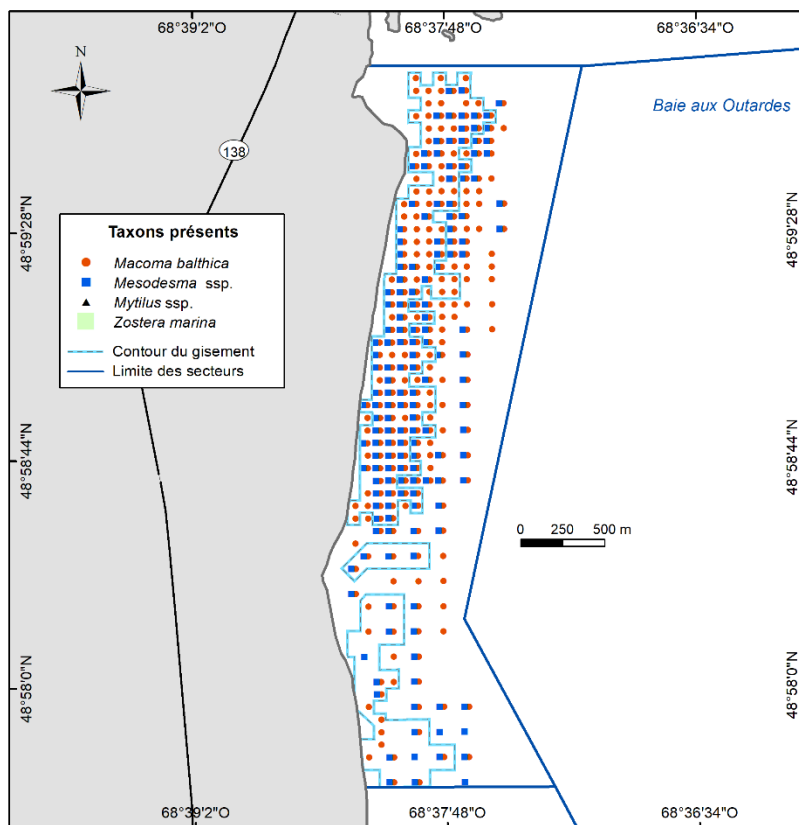 68°39'2"O
68°37'48"O
68°36'34"O
N
Baie aux Outardes
138
48°59'28"N
48°59'28"N
Taxons présents
Macoma balthica
Mesodesma ssp.
Mytilus ssp.
Zostera marina
Contour du gisement
Limite des secteurs
48°58'44"N
48°58'44"N
0 250 500 m
48°58'0"N
48°58'0"N
68°39'2"O
68°37'48"O
68°36'34"O